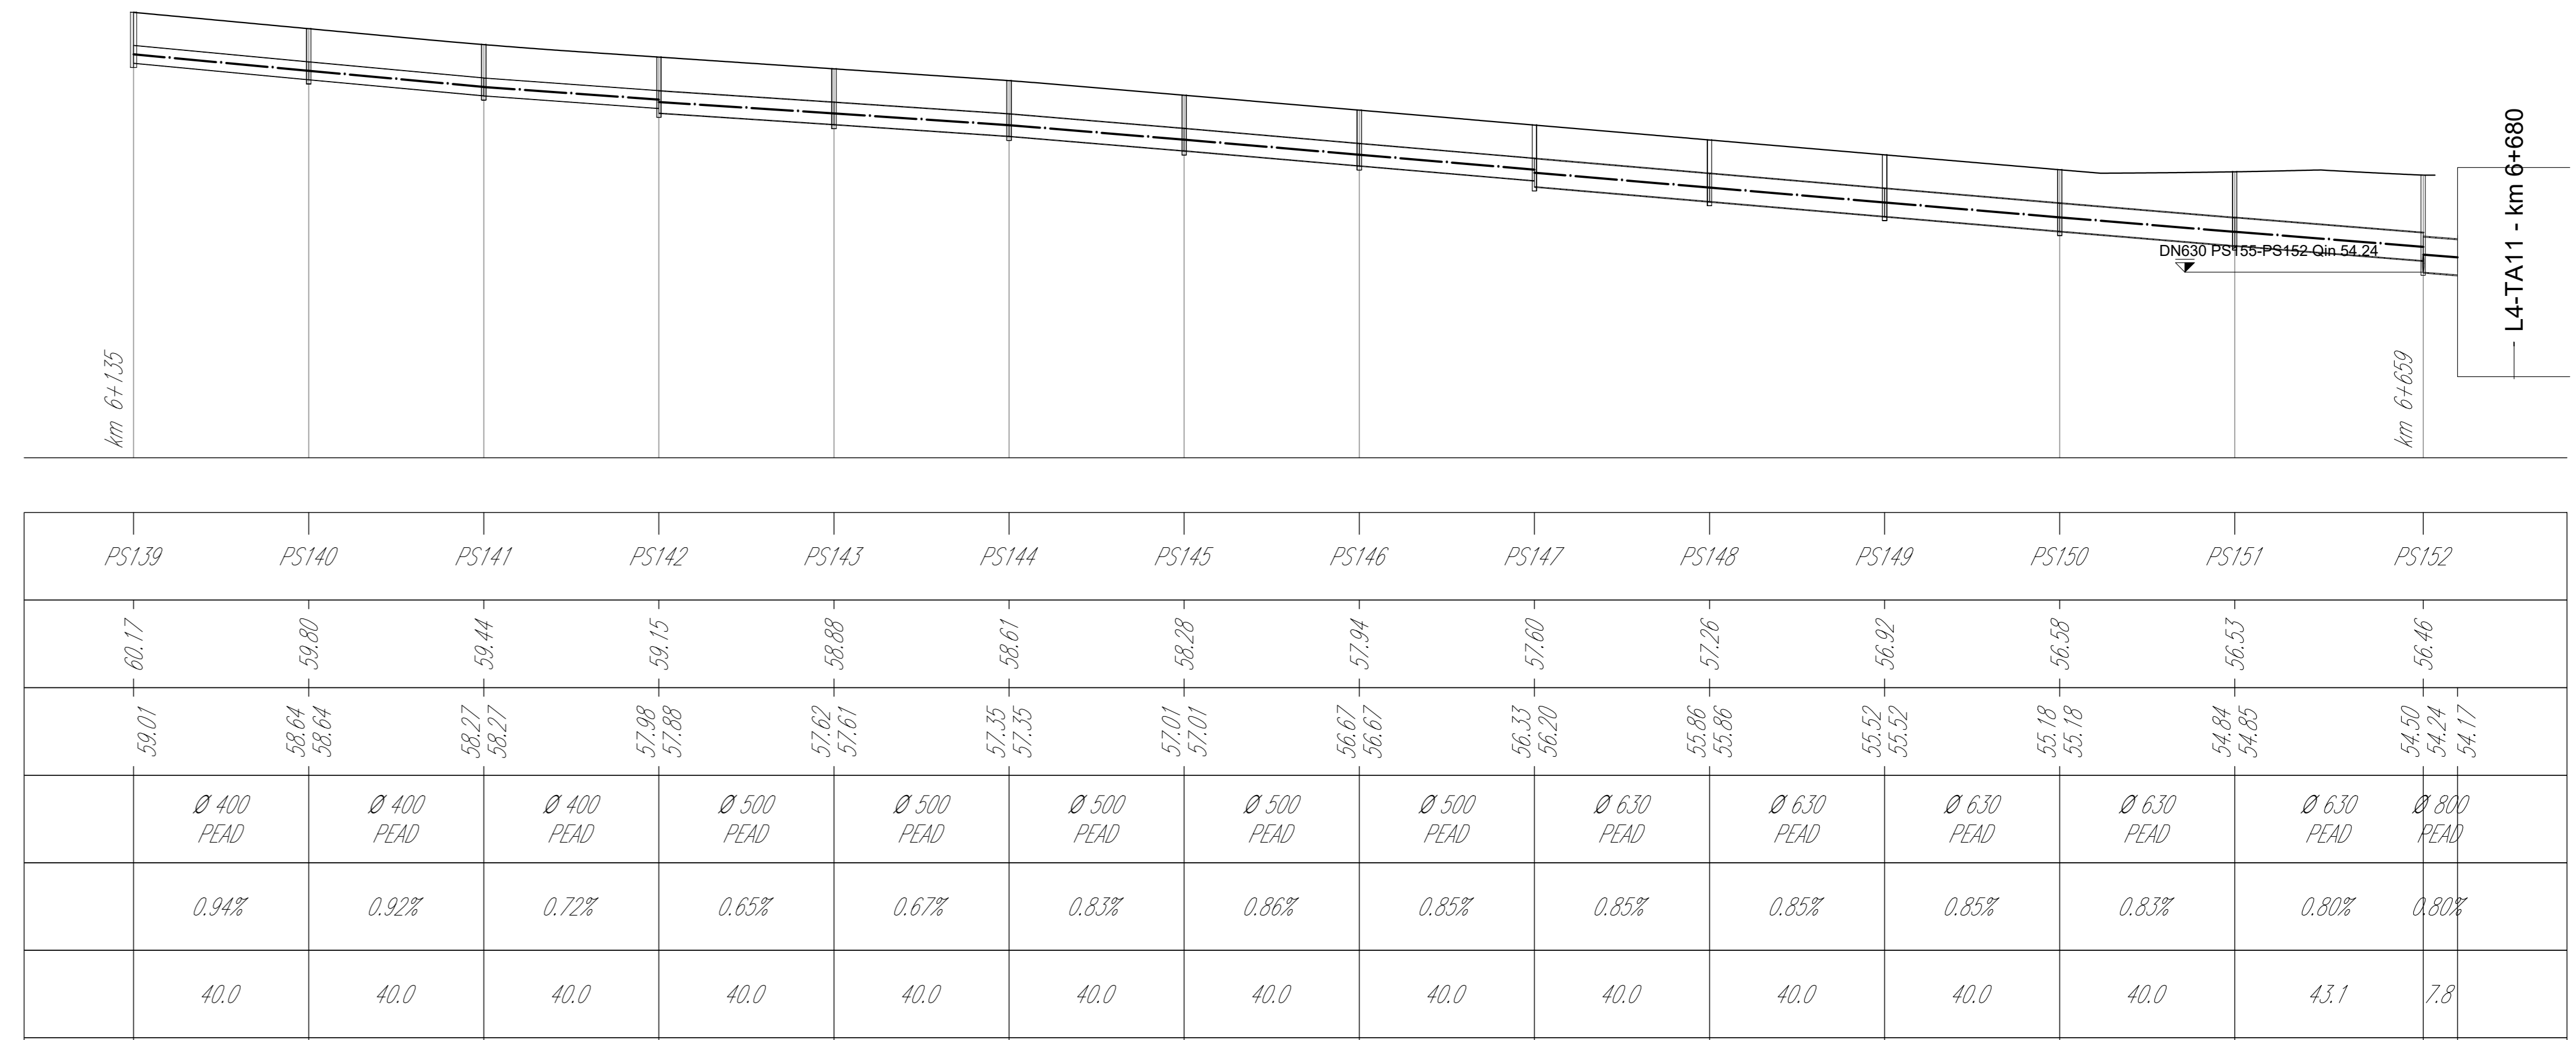 L4-TA11 - km 6+680
DN630 PS155-PS152 Qin 54.24
km 6+135
km 6+659
PS139 PS140 PS141 PS142 PS143 PS144 PS145 PS146 PS147 PS148 PS149 PS150 PS151 PS152
60.17 59.80 59.44 59.15 58.88 58.61 58.28 57.94 57.60 57.26 56.92 56.58 56.53 56.46
59.01 58.64 58.64 58.27 58.27 57.98 57.88 57.62 57.61 57.35 57.35 57.01 57.01 56.67 56.67 56.33 56.20 55.86 55.86 55.52 55.52 55.18 55.18 54.84 54.85 54.50 54.24 54.17
Ø 400 Ø 400 Ø 400 Ø 500 Ø 500 Ø 500 Ø 500 Ø 500 Ø 630 Ø 630 Ø 630 Ø 630 Ø 630 Ø 800
PEAD PEAD PEAD PEAD PEAD PEAD PEAD PEAD PEAD PEAD PEAD PEAD PEAD PEAD
0.94% 0.92% 0.72% 0.65% 0.67% 0.83% 0.86% 0.85% 0.85% 0.85% 0.85% 0.83% 0.80% 0.80%
40.0 40.0 40.0 40.0 40.0 40.0 40.0 40.0 40.0 40.0 40.0 40.0 43.1 7.8